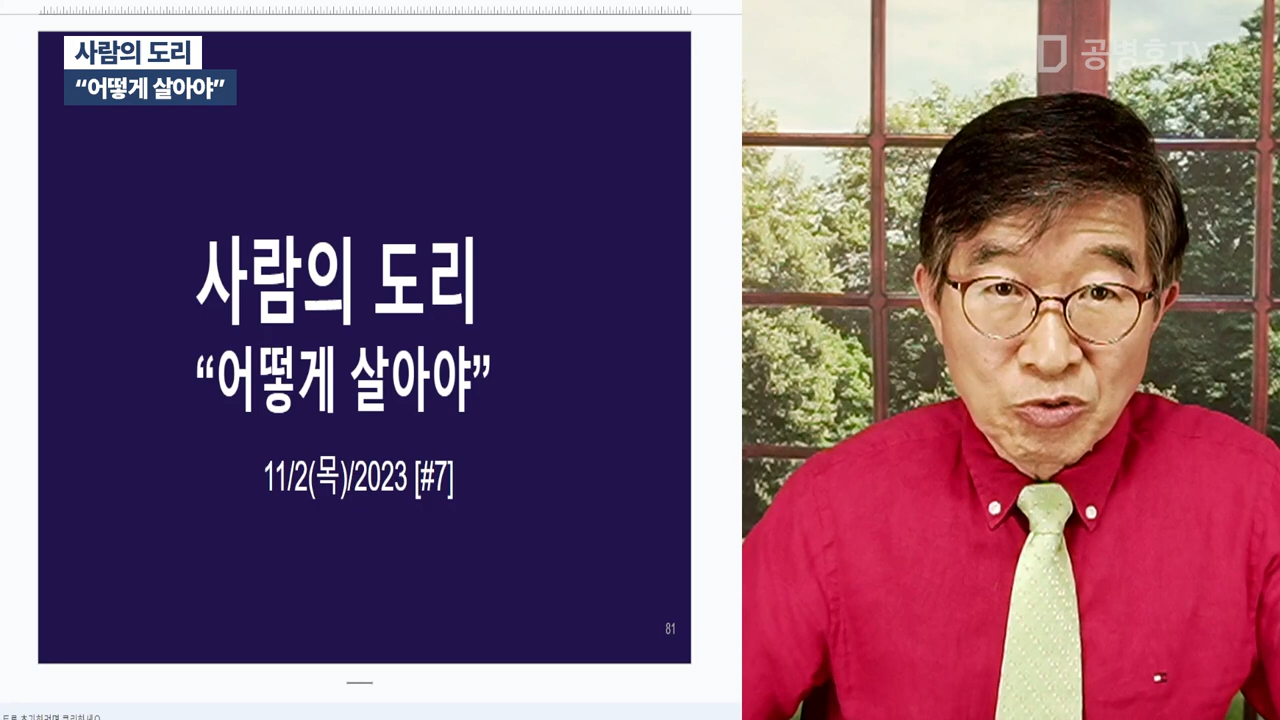 사람의 도리
“어떻게 살아야”
공병호TV
사람의 도리
“어떻게 살아야”
11/2(목)/2023 [#7]
81